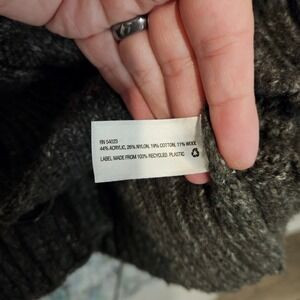 RN 54023
44% ACRYLIC, 26% NYLON, 19% COTTON, 11% WOOL
LABEL MADE FROM 100% RECYCLED PLASTIC